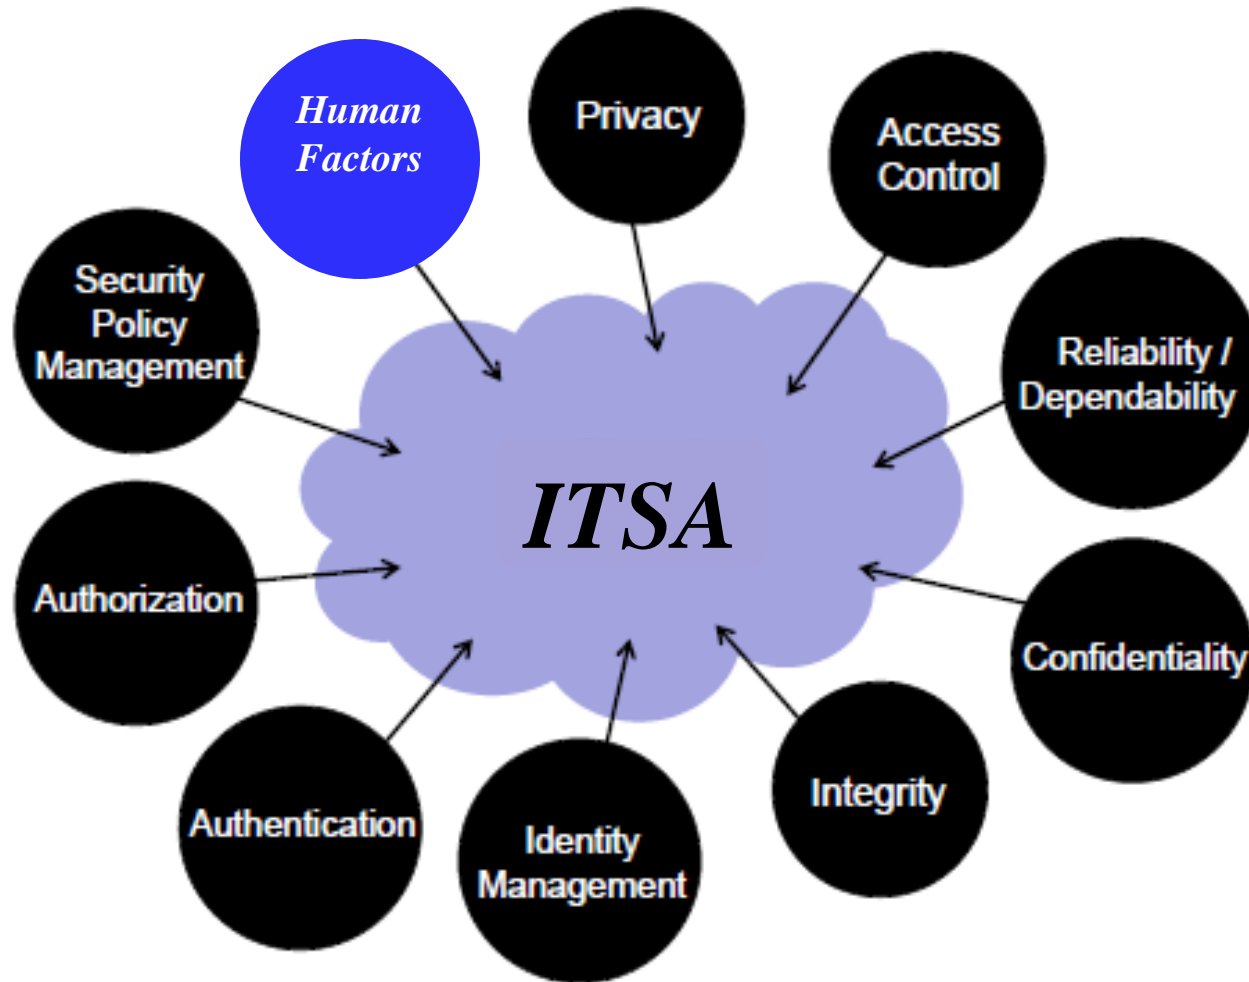 Human
Factors
Privacy
Access
Control
Security
Policy
Management
Reliability /
Dependability
ITSA
Authorization
Confidentiality
Authentication
Identity
Management
Integrity